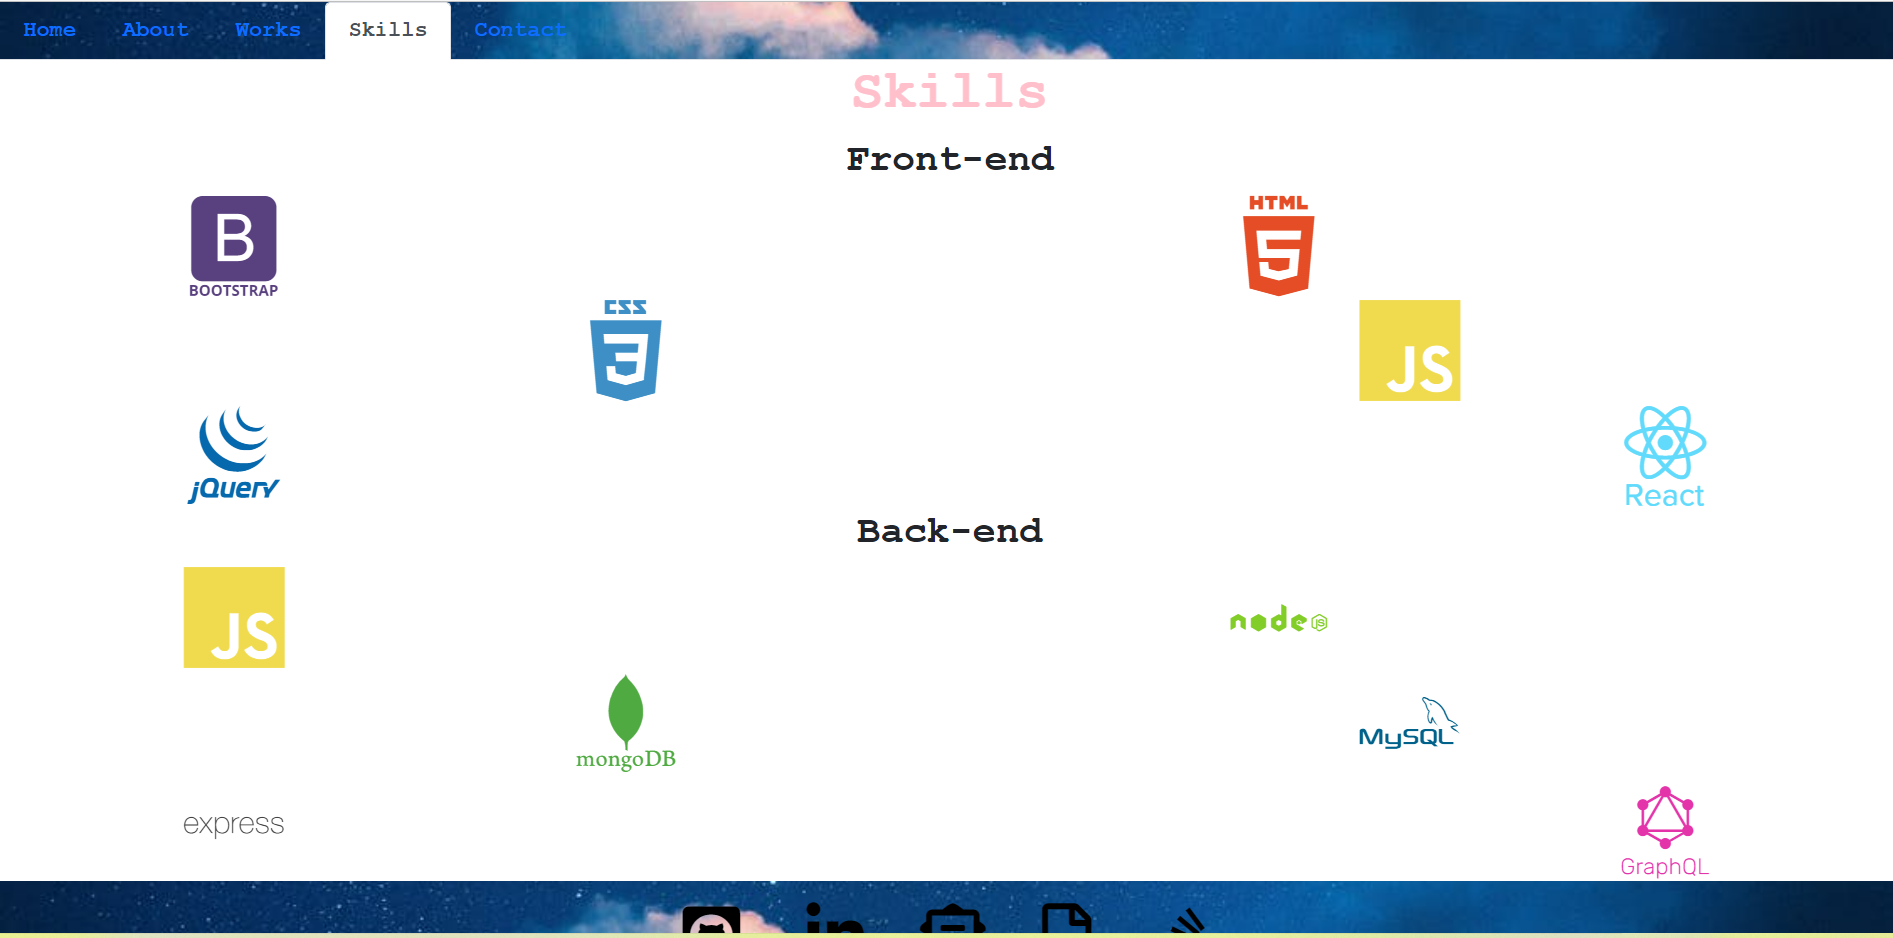 Home About Works Skills Contact
Skills
Front-end
B
BOOTSTRAP
HTML
5
CSS
3
JS
jQuery
React
Back-end
JS
node JS
mongoDB
MySQL
express
GraphQL
in